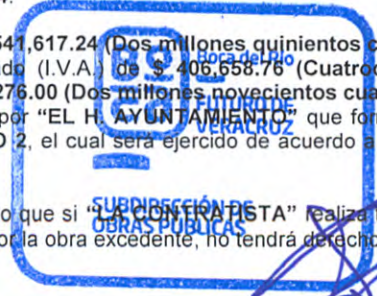 541,617.24 (Dos millones quinientos c
ado (I.V.A.) de $ 406,658.76 (Cuatroc
276.00 (Dos millones novecientos cua
por "EL H. AYUNTAMIENTO" que for
O 2, el cual será ejercido de acuerdo a
Boca del Río
FUTURO DE
VERACRUZ
SUBDIRECCIÓN DE
OBRAS PÚBLICAS
o que si "LA CONTRATISTA" realiza
or la obra excedente, no tendrá derecho